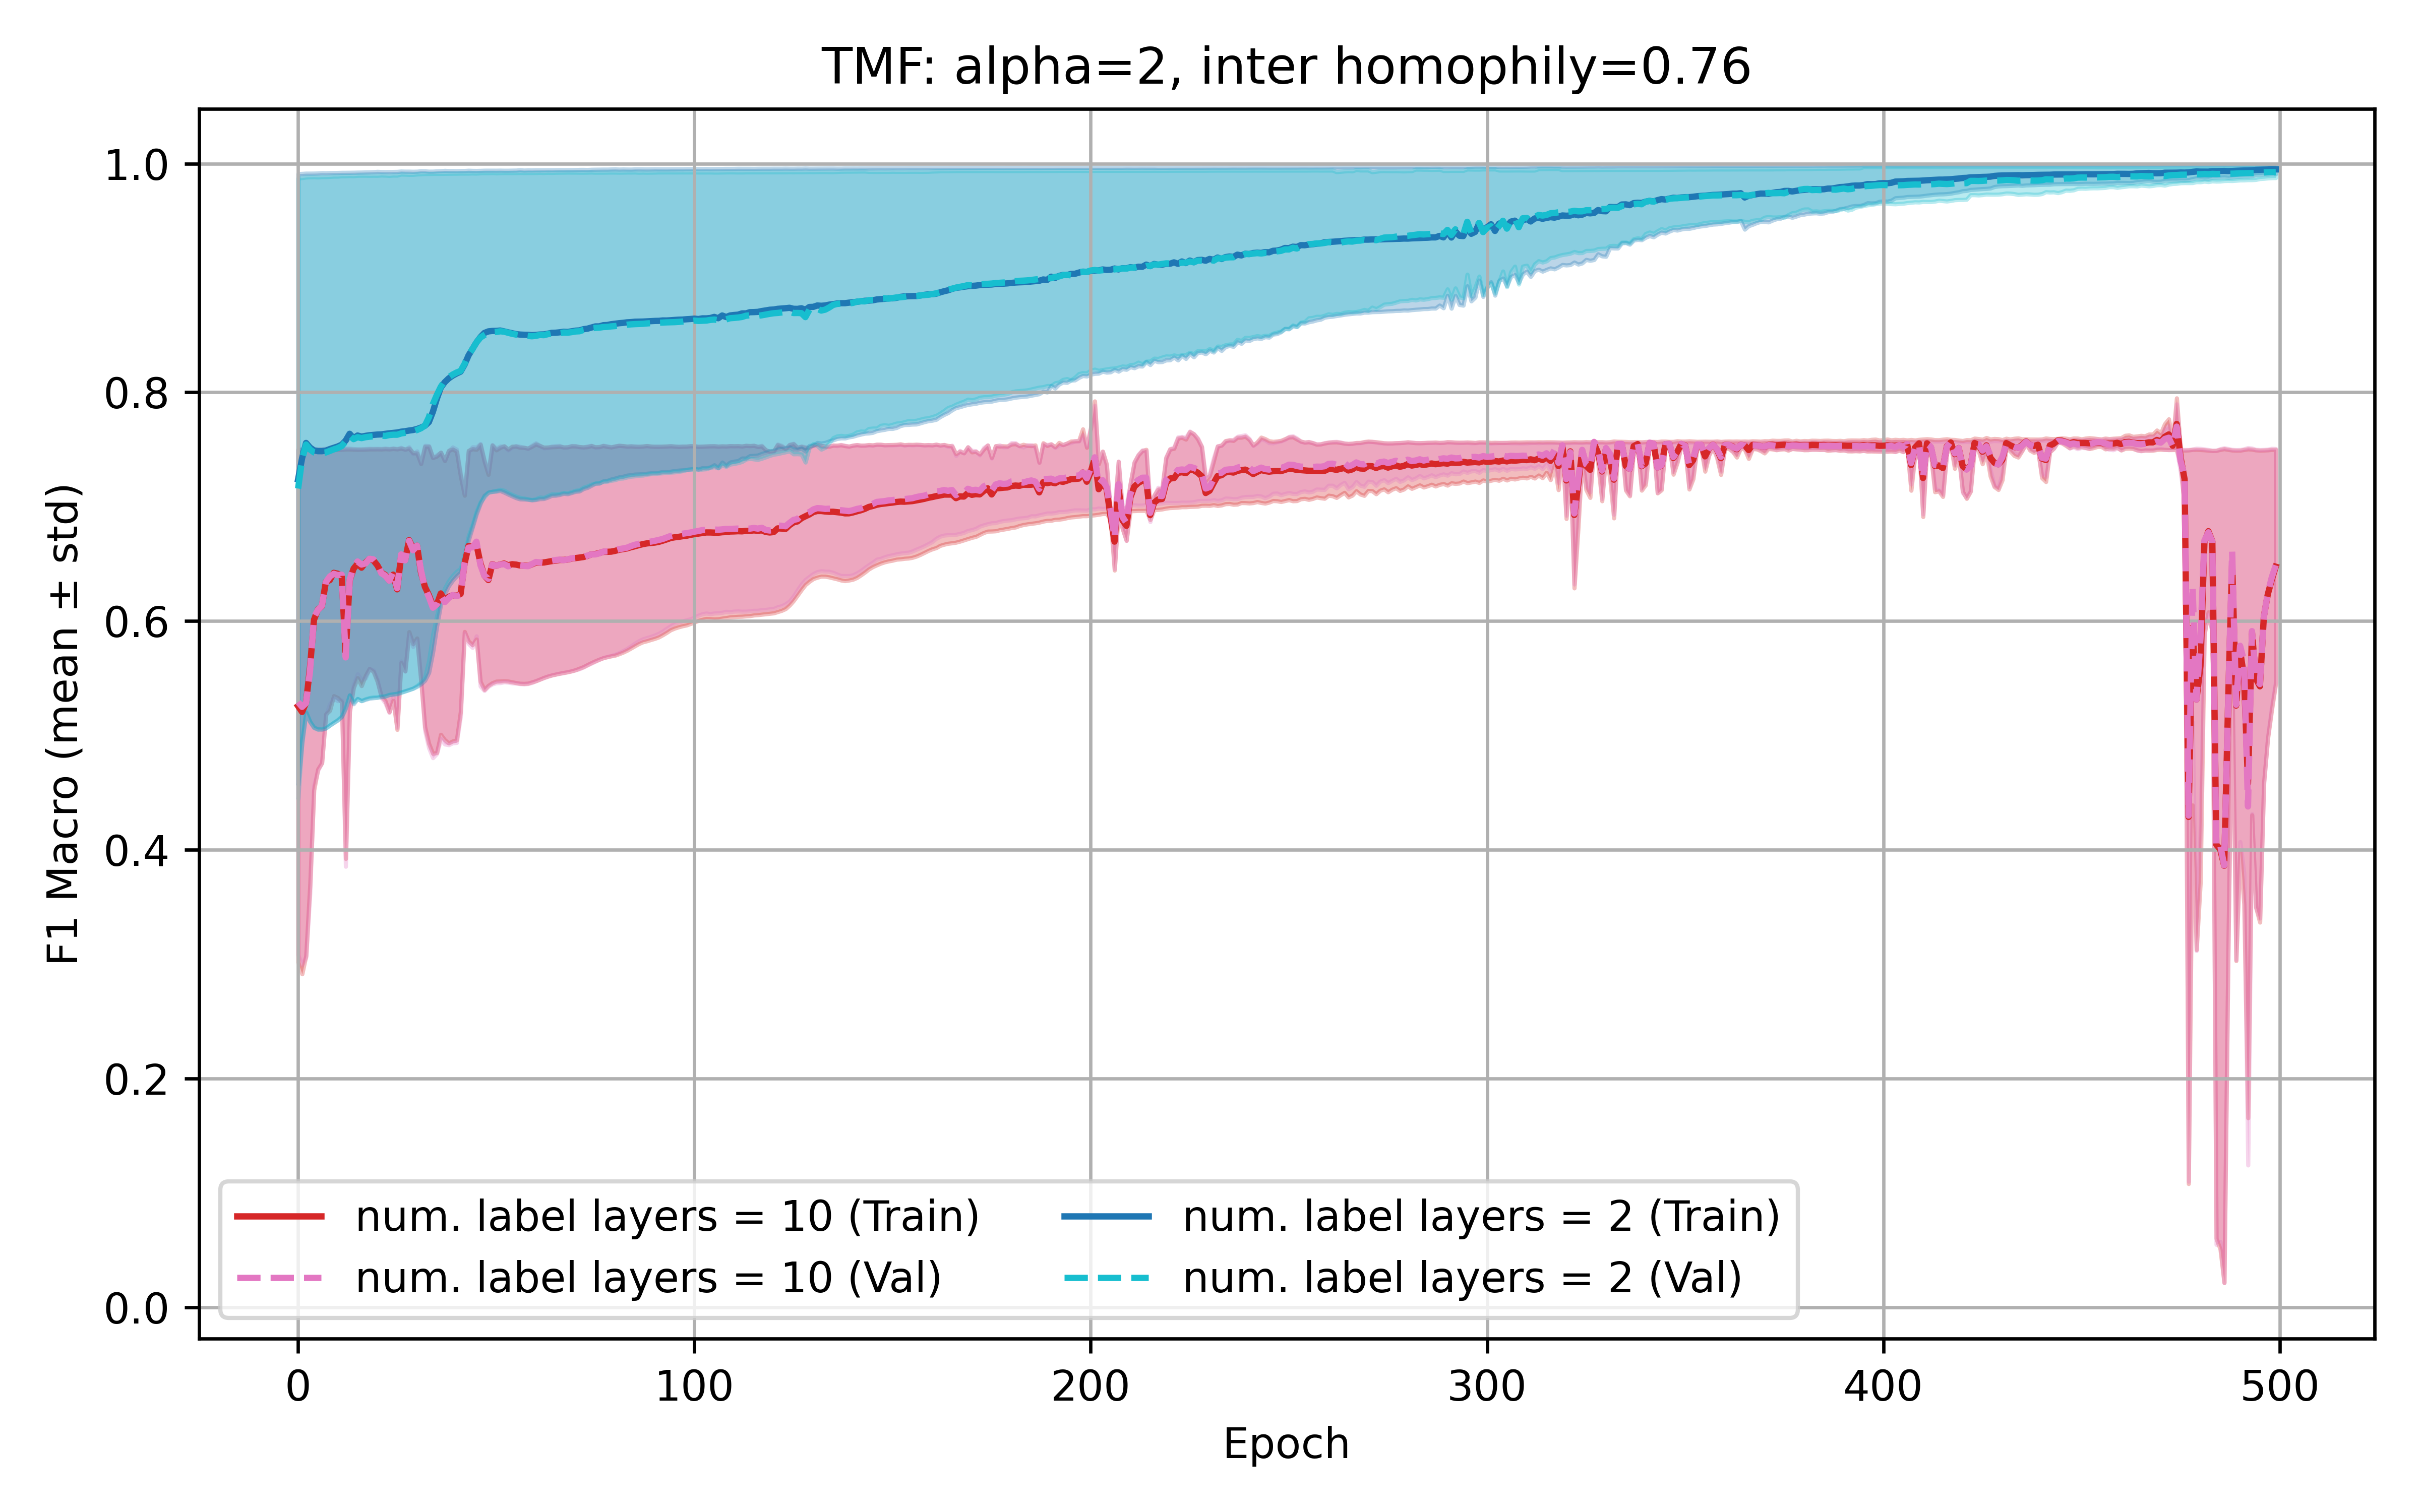 TMF: alpha=2, inter homophily=0.76
F1 Macro (mean ± std)
1.0
0.8
0.6
0.4
0.2
0.0
num. label layers = 10 (Train)
num. label layers = 10 (Val)
num. label layers = 2 (Train)
num. label layers = 2 (Val)
0 100 200 300 400 500
Epoch